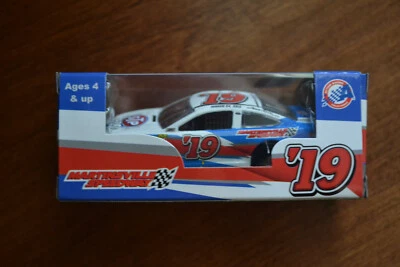 Ages 4
& up
'19
'19
MARTINSVILLE
SPEEDWAY
'19